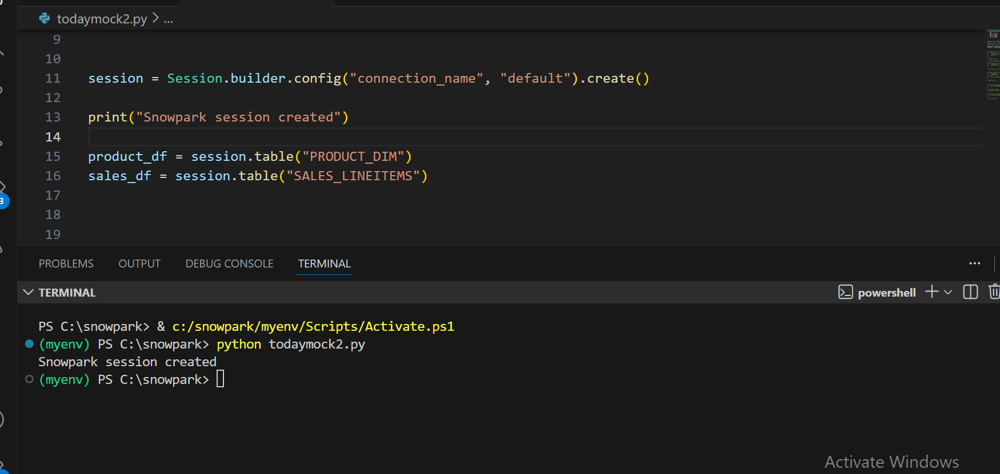 todaymock2.py > ...
9
10
11 session = Session.builder.config("connection_name", "default").create()
12
13 print("Snowpark session created")
14
15 product_df = session.table("PRODUCT_DIM")
16 sales_df = session.table("SALES_LINEITEMS")
17
18
19
3
PROBLEMS OUTPUT DEBUG CONSOLE TERMINAL ...
TERMINAL powershell
PS C:\snowpark> & c:/snowpark/myenv/Scripts/Activate.ps1
(myenv) PS C:\snowpark> python todaymock2.py
Snowpark session created
(myenv) PS C:\snowpark>
Activate Windows